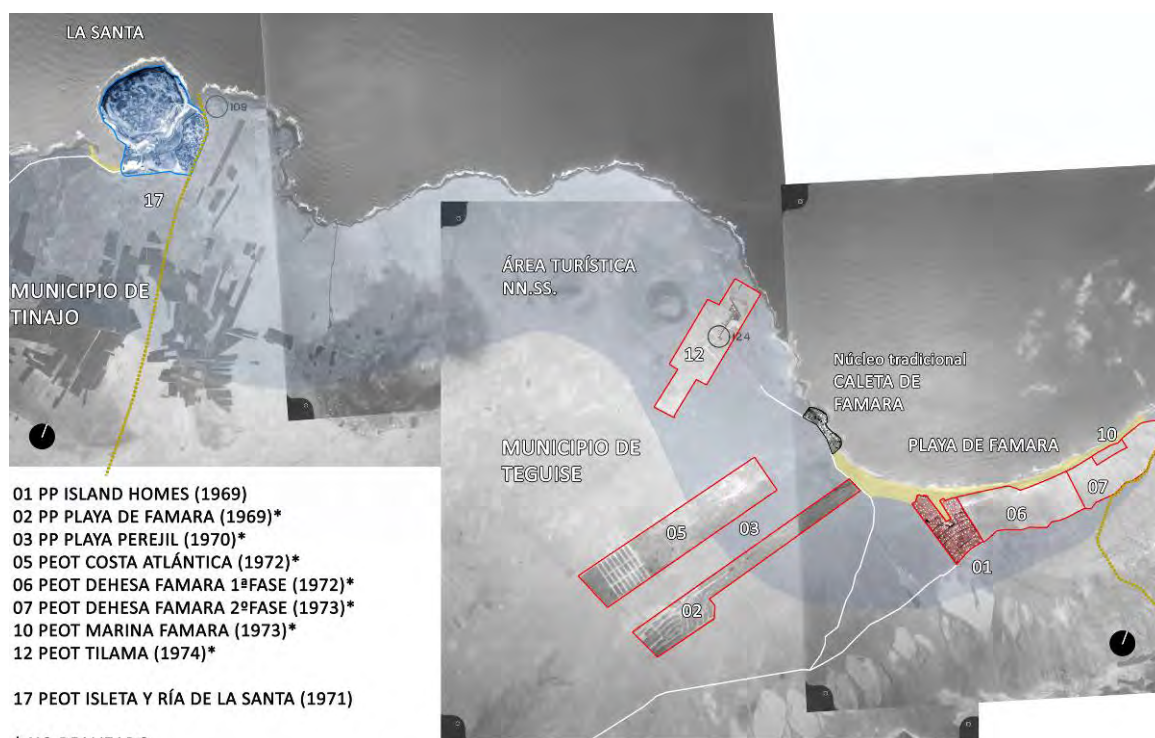 LA SANTA
109
17
MUNICIPIO DE
TINAJO
ÁREA TURÍSTICA
NN.SS.
12
124
Núcleo tradicional
CALETA DE
FAMARA
PLAYA DE FAMARA
10
07
06
01
MUNICIPIO DE
TEGUISE
05
03
02
01 PP ISLAND HOMES (1969)
02 PP PLAYA DE FAMARA (1969)*
03 PP PLAYA PEREJIL (1970)*
05 PEOT COSTA ATLÁNTICA (1972)*
06 PEOT DEHESA FAMARA 1ªFASE (1972)*
07 PEOT DEHESA FAMARA 2ºFASE (1973)*
10 PEOT MARINA FAMARA (1973)*
12 PEOT TILAMA (1974)*
17 PEOT ISLETA Y RÍA DE LA SANTA (1971)